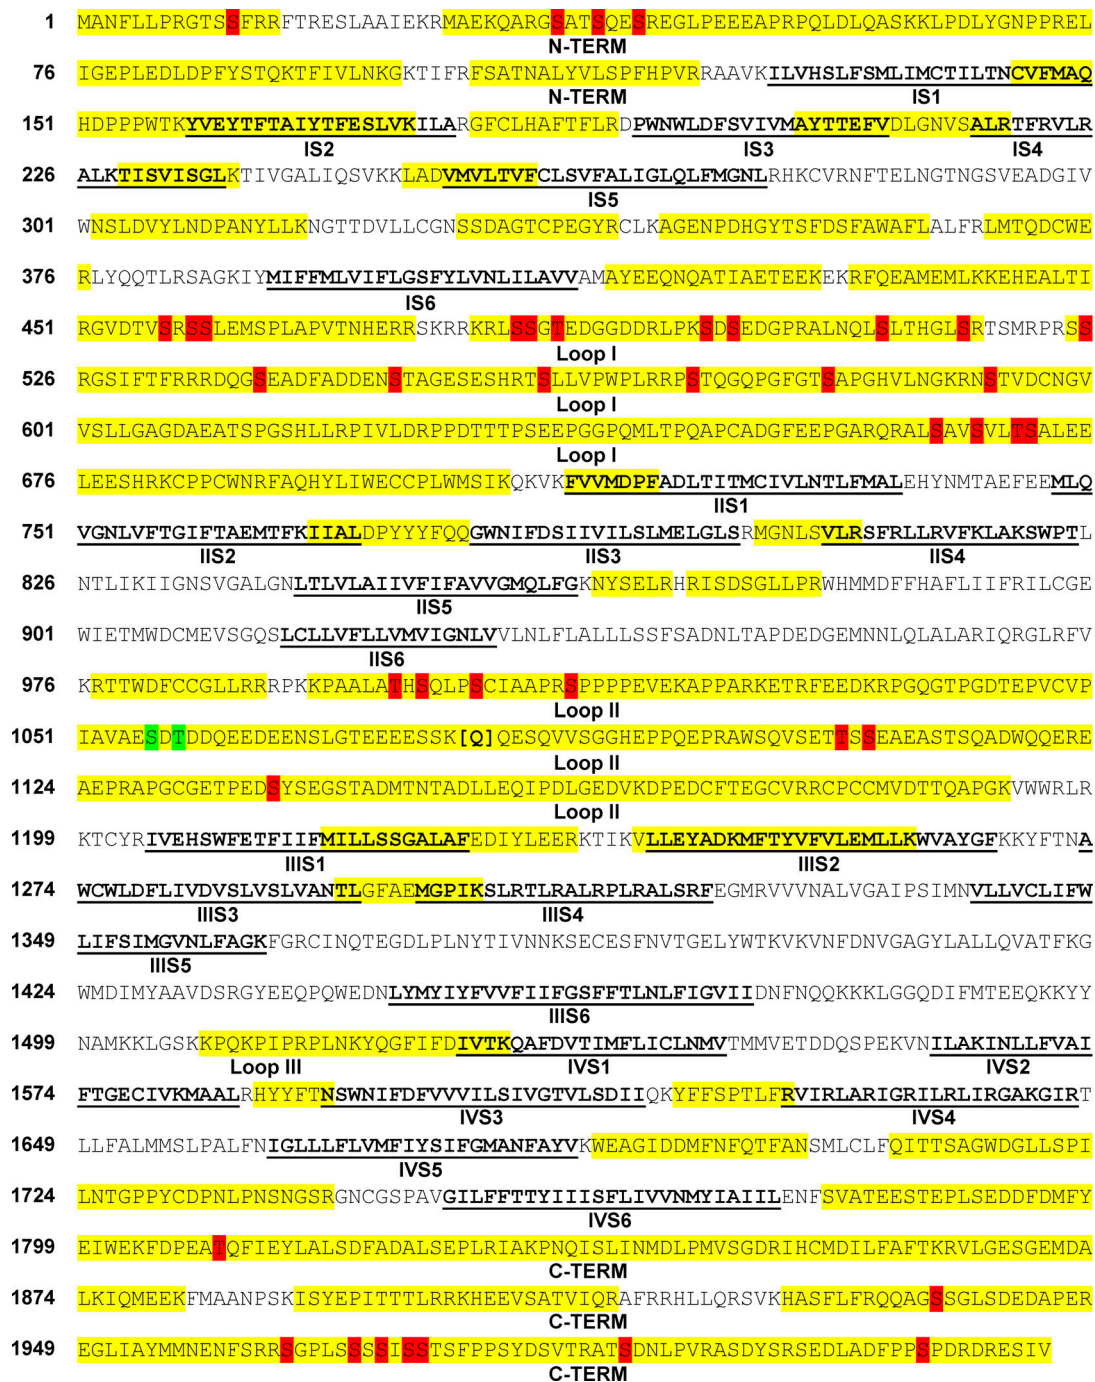 1 MANFLLPRGTSSFRRFTRESLAAIEKRMAEKQARGSATSQESREGLPEEEAPRPQLDLQASKKLPDLYGNPPREL
N-TERM
76 IGEPLEDLDPFYSTQKTFIVLNKGKTIFRFSATNALYVLSPFHPVRRAAVKILVHSLFSMLIMCTILTNCVFMAQ
N-TERM IS1
151 HDPPPWTKYVEYTFTAIYTFESLVKILARGFCLHAFTFLRDPWNWLDFSVIVMAYTTEFVDLGNVSALRTFRVLR
IS2 IS3 IS4
226 ALKTISVISGLKTIVGALIQSVKKLADVMVLTVFCLSVFALIGLQLFMGNLRHKCVRNFTELNGTNGSVEADGIV
IS5
301 WNSLDVYLNDPANYLLKNGTTDVLLCGNSSDAGTCPEGYRCLKAGENPDHGYTSFDSFAWAFLALFRLMTQDCWE
376 RLYQQTLRSAGKIYMIFFMLVIFLGSFYLVNLILAVVAMAYEEQNQATIAETEEKEKRFQEAMEMLKKEHEALTI
IS6
451 RGVDTVSRSSLEMSPLAPVTNHERRSKRRKRLSSGTEDGGDDRLPKSDSEDGPRALNQLSLTHGLSRTSMRPRSS
Loop I
526 RGSIFTFRRRDQGSEADFADDENSTAGESESHRTSLLVPWPLRRPSTQGQPGFGTSAPGHVLNGKRNSTVDCNGV
Loop I
601 VSLLGAGDAEATSPGSHLLRPIVLDRPPDTTTPSEEPGGPQMLTPQAPCADGFEEPGARQRALSAVSVLTSALEE
Loop I
676 LEESHRKCPPCWNRFAQHYLIWECCPLWMSIKQKVKFVVMDPFADLTITMCIVLNTLFMALEHYNMTAEFEEMLQ
IIS1
751 VGNLVFTGIFTAEMTFKIIALDPYYYFQQGWNIFDSIIVILSLMELGLSRMGNLSVLRSFRLLRVFKLAKSWPTL
IIS2 IIS3 IIS4
826 NTLIKIIGNSVGALGNLTLVLAIIVFIFAVVGMQLFGKNYSELRHRISDSGLLPRWHMMDFFHAFLIIFRILCGE
IIS5
901 WIETMWDCMEVSGQSLCLLVFLLVMVIGNLVVLNLFLALLLSSFSADNLTAPDEDGEMNNLQLALARIQRGLRFV
IIS6
976 KRTTWDFCCGLLRRRPKKPAALATHSQLPSCIAAPRSPPPPEVEKAPPARKETRFEEDKRPGQGTPGDTEPVCVP
Loop II
1051 IAVAESDTDDQEEDEENSLGTEEEESSK[Q]QESQVVSGGHEPPQEPRAWSQVSETTSSEAEASTSQADWQQERE
Loop II
1124 AEPRAPGCGETPEDSYSEGSTADMTNTADLLEQIPDLGEDVKDPEDCFTEGCVRRCPCCMVDTTQAPGKVWWRLR
Loop II
1199 KTCYRIVEHSWFETFIIFMILLSSGALAFEDIYLEERKTIKVLLEYADKMFTYVFVLEMLLKWVAYGFKKYFTNA
IIIS1 IIIS2
1274 WCWLDFLIVDVSLVSLVANTLGFAEMGPIKSLRTLRALRPLRALSRFEGMRVVVNALVGAIPSIMNVLLVCLIFW
IIIS3 IIIS4
1349 LIFSIMGVNLFAGKFGRCINQTEGDLPLNYTIVNNKSECESFNVTGELYWTKVKVNFDNVGAGYLALLQVATFKG
IIIS5
1424 WMDIMYAAVDSRGYEEQPQWEDNLYMYIYFVVFIIFGSFFTLNLFIGVIIDNFNQQKKKLGGQDIFMTEEQKKYY
IIIS6
1499 NAMKKLGSKKPQKPIPRPLNKYQGFIFDIVTKQAFDVTIMFLICLNMVTMMVETDDQSPEKVNILAKINLLFVAI
Loop III IVS1 IVS2
1574 FTGECIVKMAALRHYYFTNSWNIFDFVVVILSIVGTVLSDIIQKYFFSPTLFRVIRLARIGRILRLIRGAKGIRT
IVS3 IVS4
1649 LLFALMMSLPALFNIGLLLFLVMFIYSIFGMANFAYVKWEAGIDDMFNFQTFANSMLCLFQITTSAGWDGLLSPI
IVS5
1724 LNTGPPYCDPNLPNSNGSRGNCGSPAVGILFFTTYIIISFLIVVNMYIAIILENFSVATEESTEPLSEDDFDMFY
IVS6
1799 EIWEKFDPEATQFIEYLALSDFADALSEPLRIAKPNQISLINMDLPMVSGDRIHCMDILFAFTKRVLGESGEMDA
C-TERM
1874 LKIQMEEKFMAANPSKISYEPITTTLRRKHEEVSATVIQRAFRRHLLQRSVKHASFLFRQQAGSSGLSDEDAPER
C-TERM
1949 EGLIAYMMNENFSRRSGPLSSSSISSTSFPPSYDSVTRATSDNLPVRASDYSRSEDLADFPPSPDRDRESIV
C-TERM